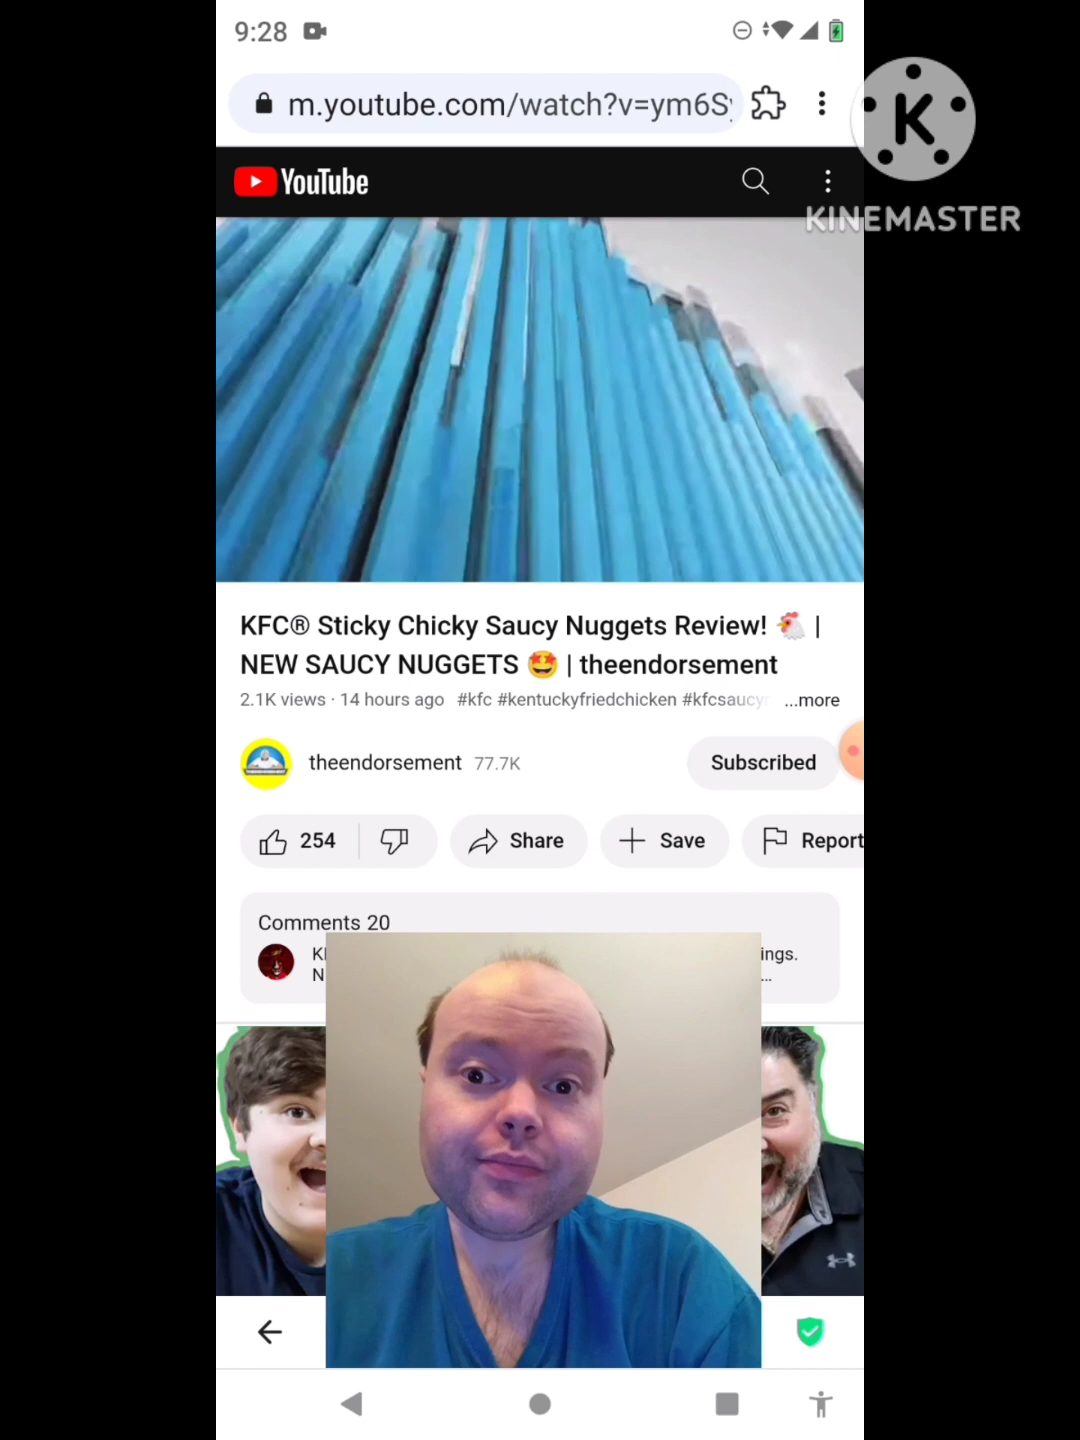 9:28
m.youtube.com/watch?v=ym6S
K
KINEMASTER
YouTube
KFC® Sticky Chicky Saucy Nuggets Review! 🐔 |
NEW SAUCY NUGGETS 🤩 | theendorsement
2.1K views · 14 hours ago #kfc #kentuckyfriedchicken #kfcsaucy ...more
theendorsement 77.7K
Subscribed
254
Share
Save
Report
Comments 20
ings.
N
...